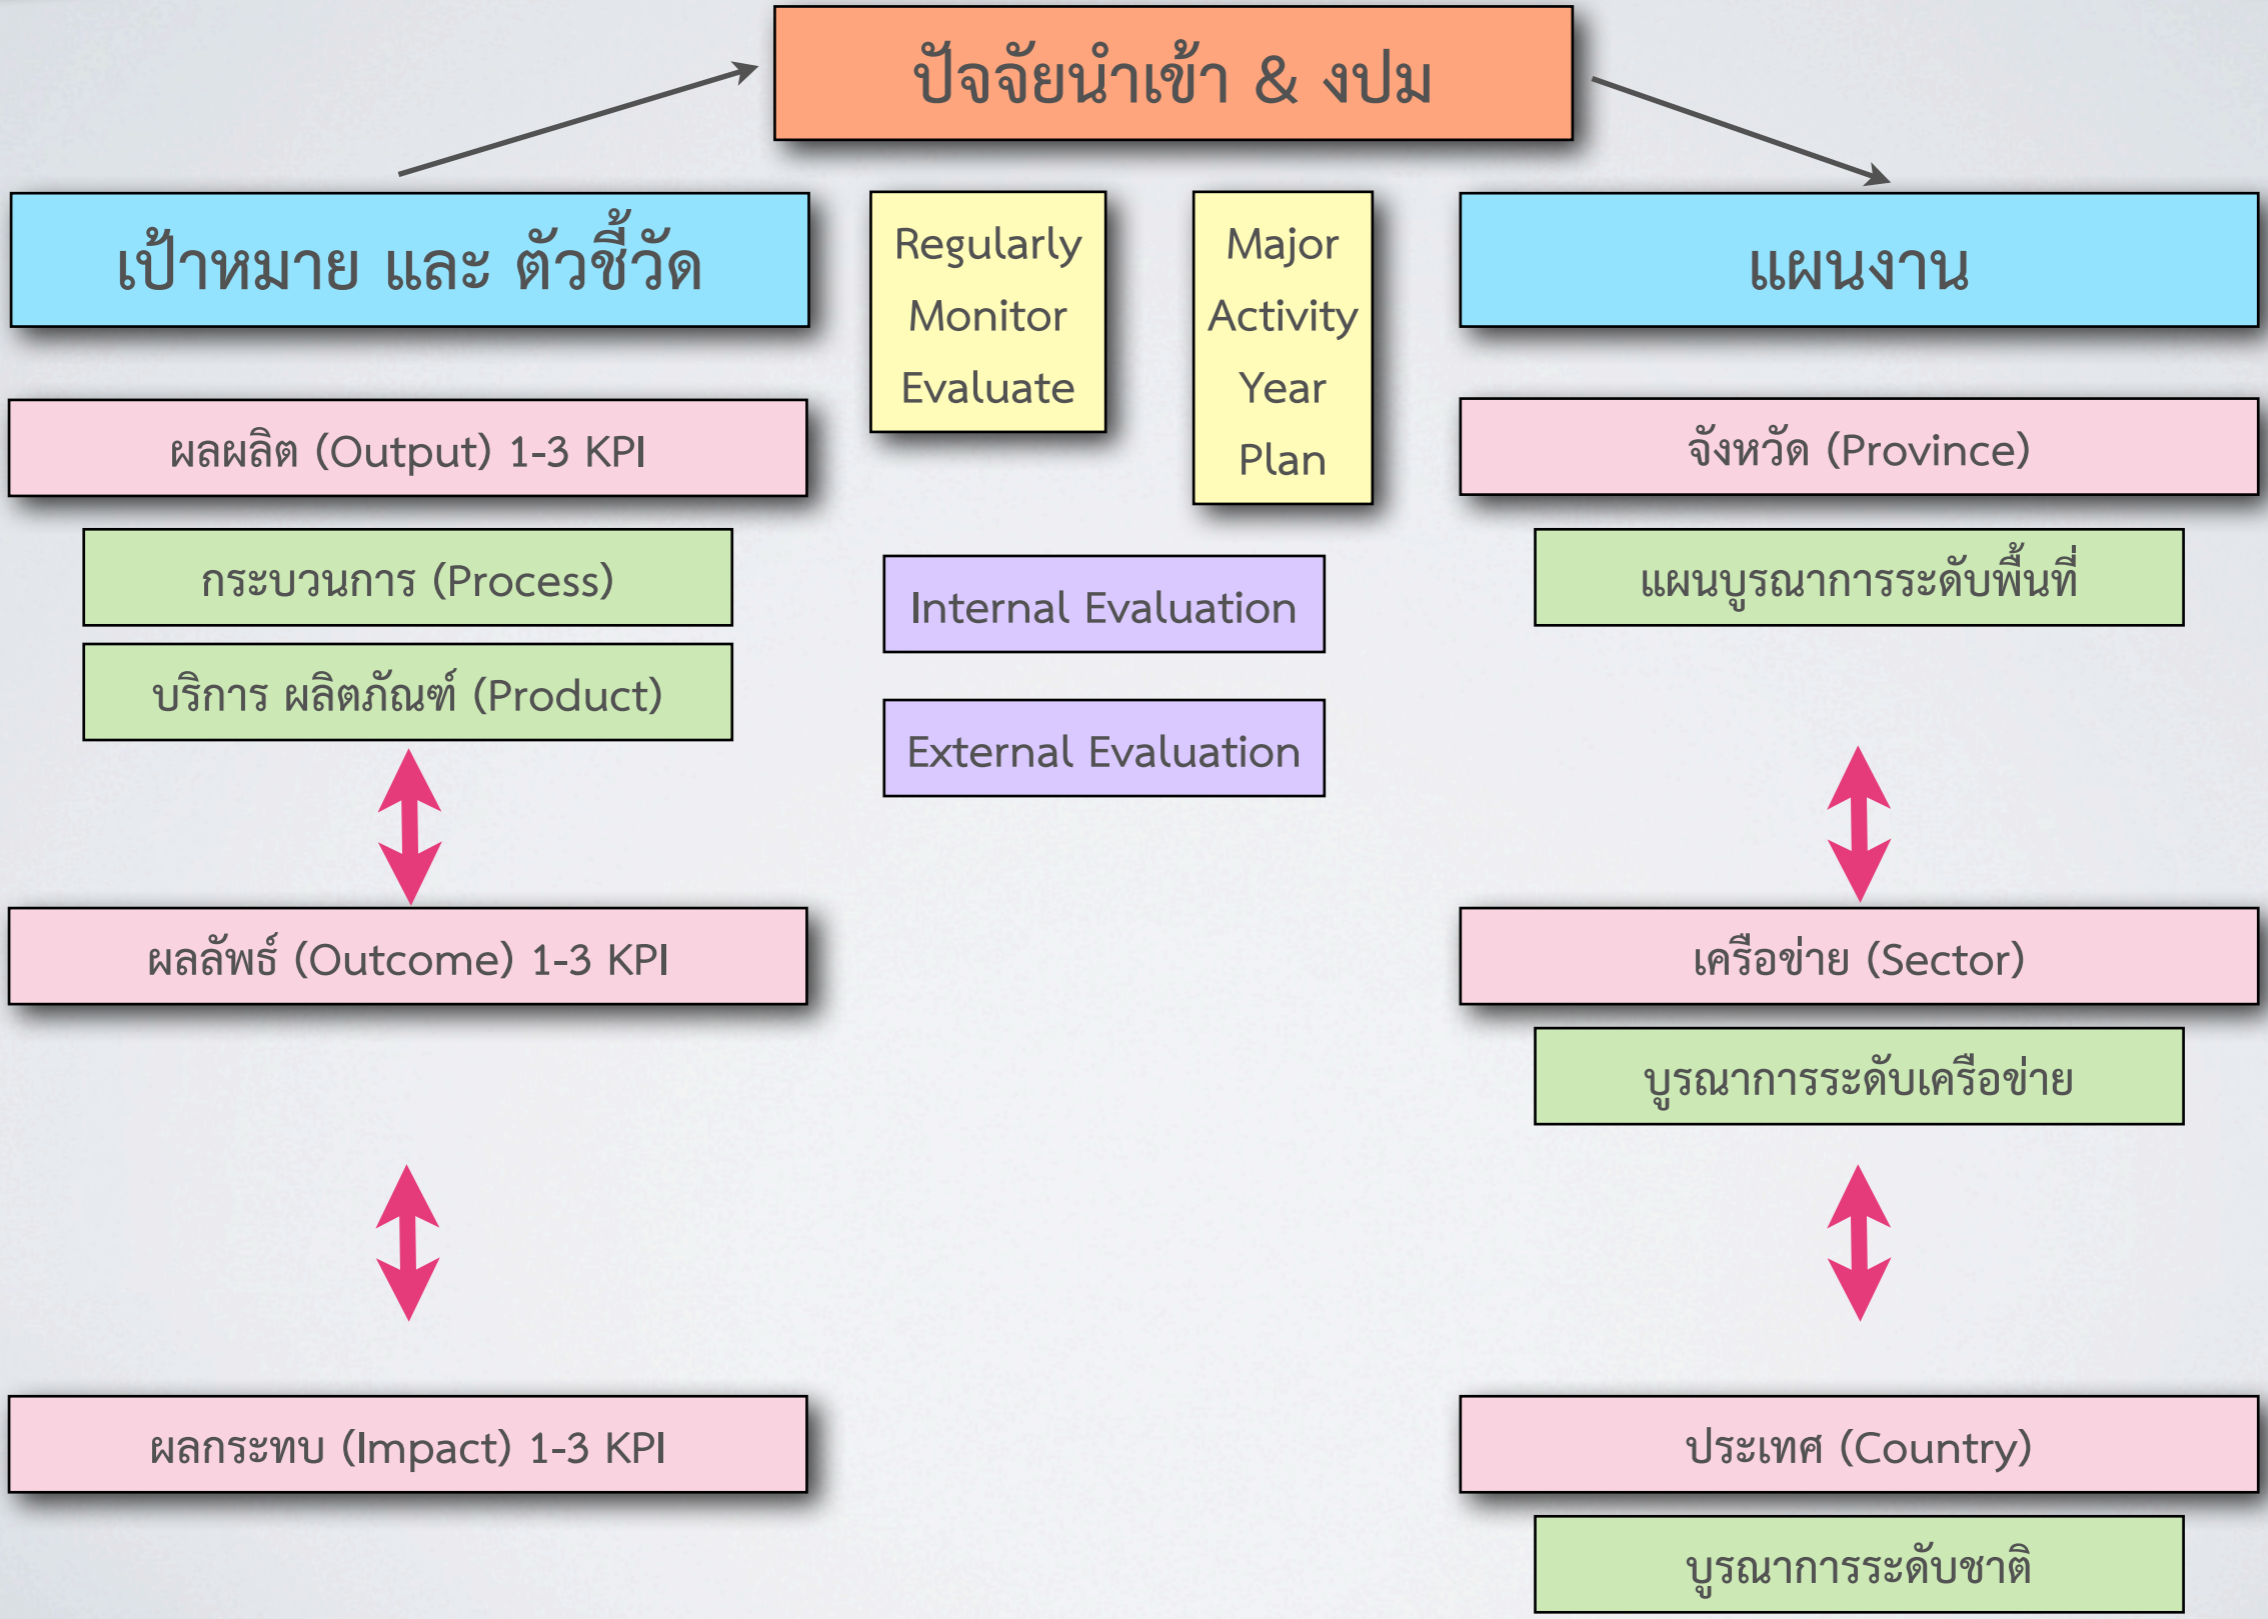 ปัจจัยนำเข้า & งปม
เป้าหมาย และ ตัวชี้วัด
Regularly
Monitor
Evaluate
Major
Activity
Year
Plan
แผนงาน
ผลผลิต (Output) 1-3 KPI
กระบวนการ (Process)
บริการ ผลิตภัณฑ์ (Product)
Internal Evaluation
External Evaluation
จังหวัด (Province)
แผนบูรณาการระดับพื้นที่
ผลลัพธ์ (Outcome) 1-3 KPI
เครือข่าย (Sector)
บูรณาการระดับเครือข่าย
ผลกระทบ (Impact) 1-3 KPI
ประเทศ (Country)
บูรณาการระดับชาติ